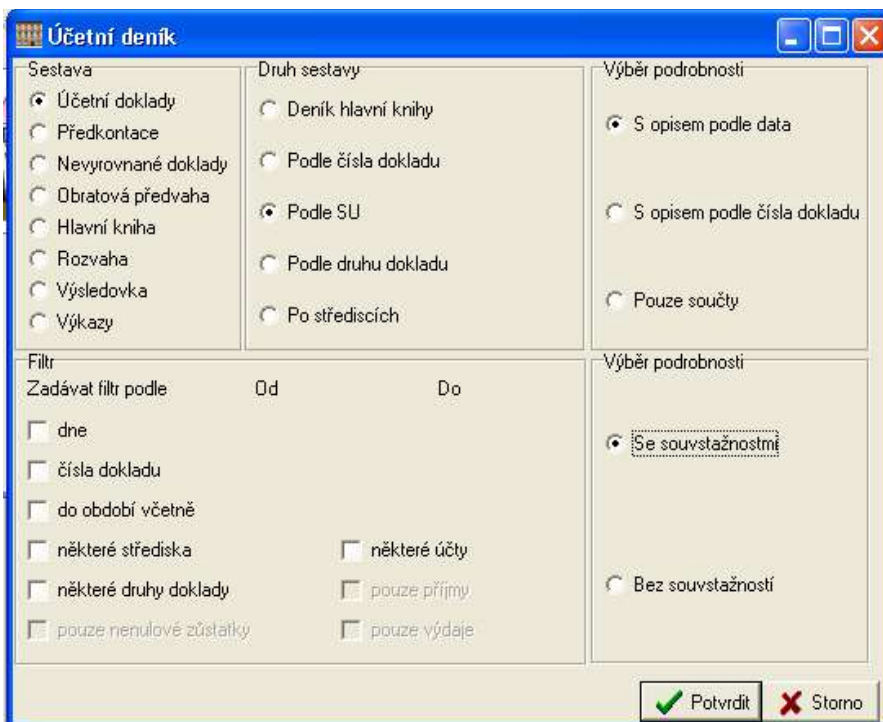 Účetní deník
Sestava
Účetní doklady
Předkontace
Nevyrovnané doklady
Obratová předvaha
Hlavní kniha
Rozvaha
Výsledovka
Výkazy
Druh sestavy
Deník hlavní knihy
Podle čísla dokladu
Podle SU
Podle druhu dokladu
Po střediscích
Výběr podrobnosti
S opisem podle data
S opisem podle čísla dokladu
Pouze součty
Filtr
Zadávat filtr podle Od Do
dne
čísla dokladu
do období včetně
některé střediska některé účty
některé druhy doklady pouze příjmy
pouze nenulové zůstatky pouze výdaje
Výběr podrobnosti
Se souvstažnostmi
Bez souvstažností
Potvrdit Storno